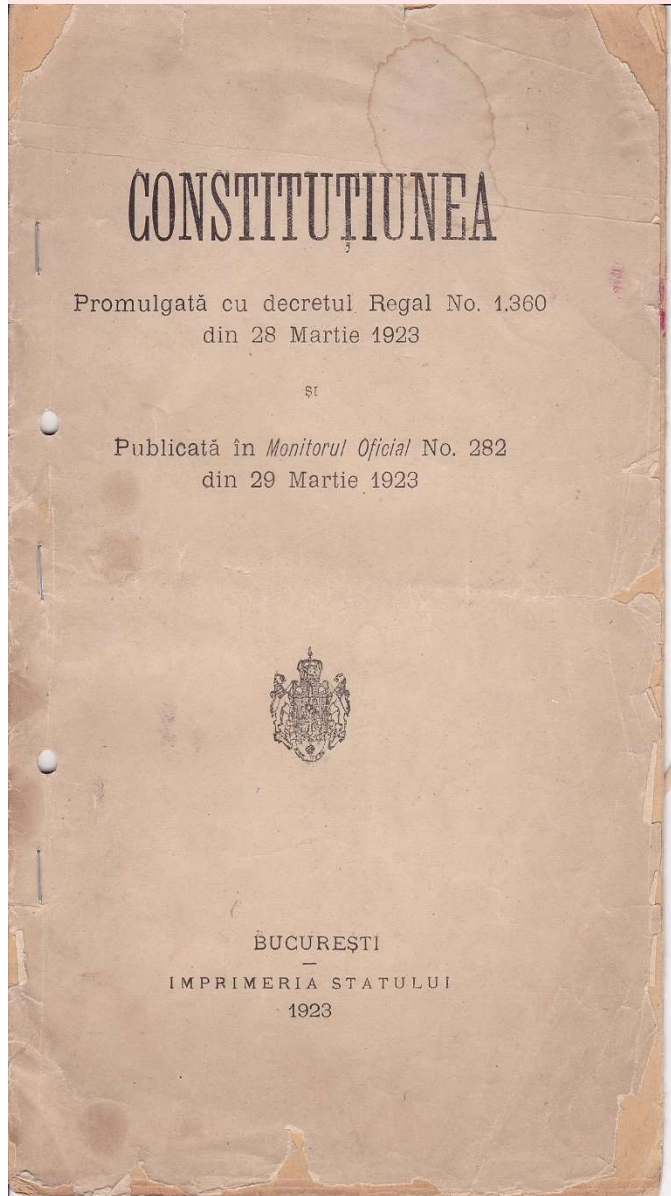 CONSTITUȚIUNEA
Promulgată cu decretul Regal No. 1.360
din 28 Martie 1923
ȘI
Publicată în Monitorul Oficial No. 282
din 29 Martie 1923
BUCUREȘTI
IMPRIMERIA STATULUI
1923